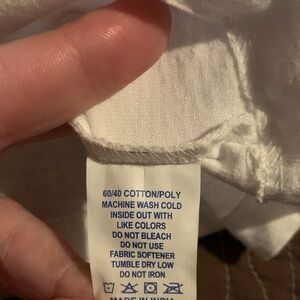 60/40 COTTON/POLY
MACHINE WASH COLD
INSIDE OUT WITH
LIKE COLORS
DO NOT BLEACH
DO NOT USE
FABRIC SOFTENER
TUMBLE DRY LOW
DO NOT IRON
MADE IN INDIA